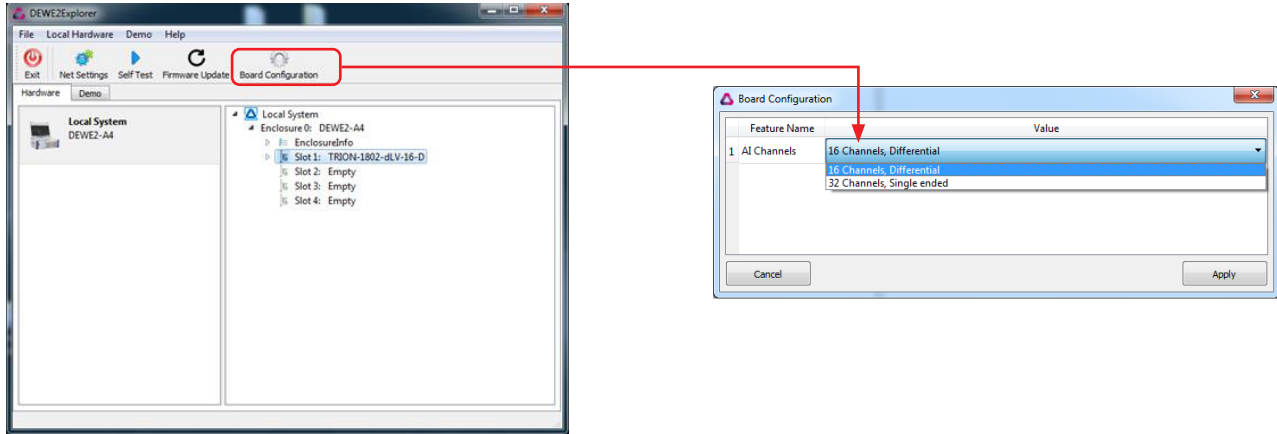 DEWE2Explorer
File Local Hardware Demo Help
Exit Net Settings Self Test Firmware Update Board Configuration
Hardware Demo
Local System
DEWE2-A4
Local System
Enclosure 0: DEWE2-A4
EnclosureInfo
Slot 1: TRION-1802-dLV-16-D
Slot 2: Empty
Slot 3: Empty
Slot 4: Empty
Board Configuration
Feature Name Value
1 AI Channels 16 Channels, Differential
16 Channels, Differential
32 Channels, Single ended
Cancel Apply